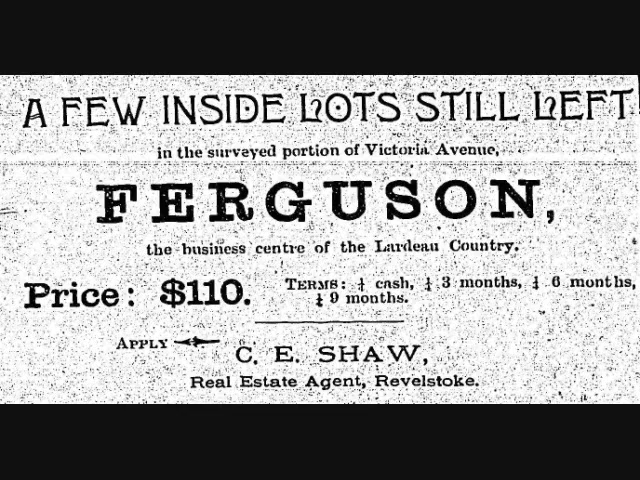 A FEW INSIDE LOTS STILL LEFT
in the surveyed portion of Victoria Avenue,
FERGUSON,
the business centre of the Lardeau Country.
Price: $110.
TERMS: ¼ cash, ¼ 3 months, ¼ 6 months,
¼ 9 months.
APPLY
C. E. SHAW,
Real Estate Agent, Revelstoke.